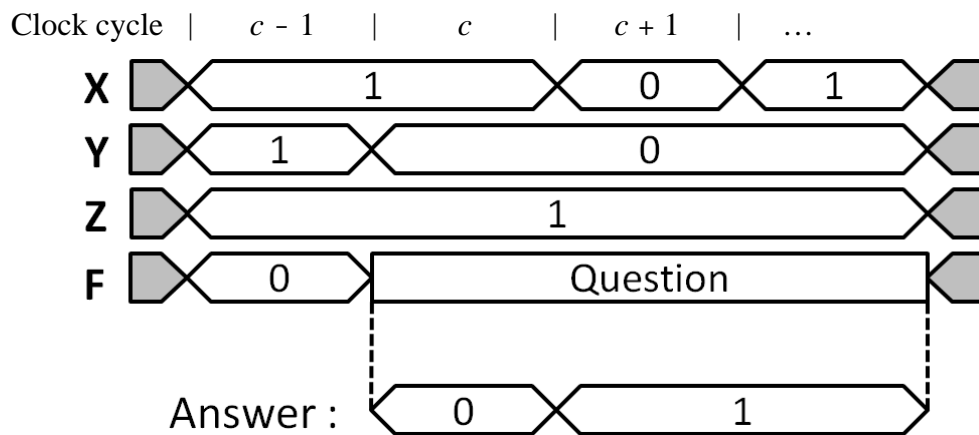 Clock cycle | c - 1 | c | c + 1 | ...
X 1 0 1
Y 1 0
Z 1
F 0 Question
Answer : 0 1